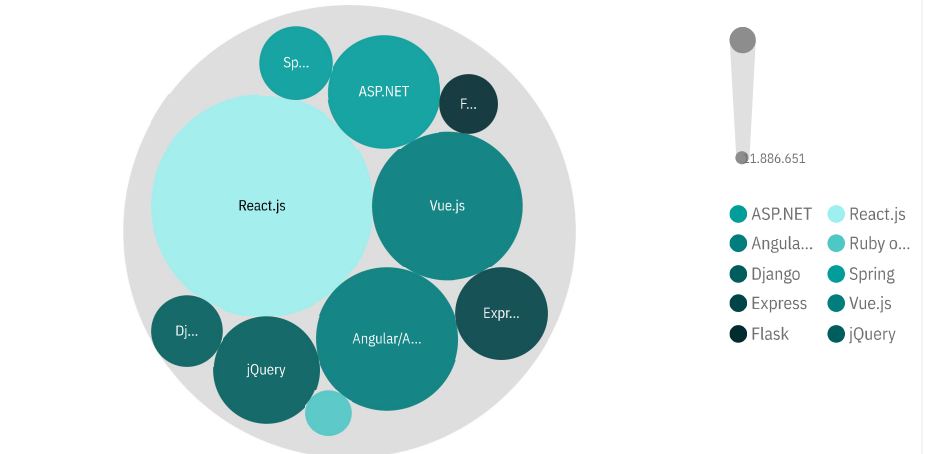 Sp...
ASP.NET
F...
React.js
Vue.js
Dj...
jQuery
Angular/A...
Expr...
11.886.651
ASP.NET
React.js
Angula...
Ruby o...
Django
Spring
Express
Vue.js
Flask
jQuery